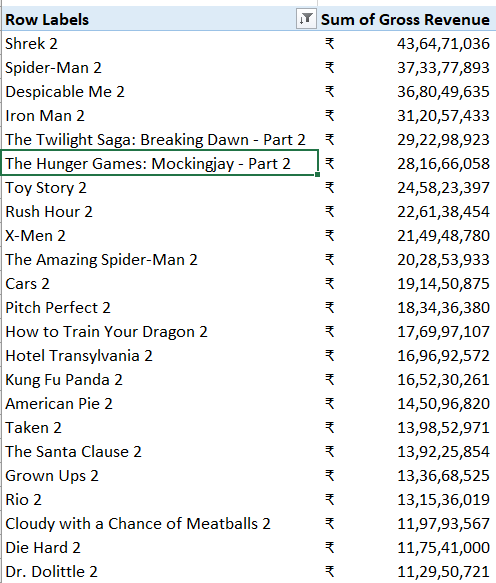 Row Labels Sum of Gross Revenue
Shrek 2 ₹ 43,64,71,036
Spider-Man 2 ₹ 37,33,77,893
Despicable Me 2 ₹ 36,80,49,635
Iron Man 2 ₹ 31,20,57,433
The Twilight Saga: Breaking Dawn - Part 2 ₹ 29,22,98,923
The Hunger Games: Mockingjay - Part 2 ₹ 28,16,66,058
Toy Story 2 ₹ 24,58,23,397
Rush Hour 2 ₹ 22,61,38,454
X-Men 2 ₹ 21,49,48,780
The Amazing Spider-Man 2 ₹ 20,28,53,933
Cars 2 ₹ 19,14,50,875
Pitch Perfect 2 ₹ 18,34,36,380
How to Train Your Dragon 2 ₹ 17,69,97,107
Hotel Transylvania 2 ₹ 16,96,92,572
Kung Fu Panda 2 ₹ 16,52,30,261
American Pie 2 ₹ 14,50,96,820
Taken 2 ₹ 13,98,52,971
The Santa Clause 2 ₹ 13,92,25,854
Grown Ups 2 ₹ 13,36,68,525
Rio 2 ₹ 13,15,36,019
Cloudy with a Chance of Meatballs 2 ₹ 11,97,93,567
Die Hard 2 ₹ 11,75,41,000
Dr. Dolittle 2 ₹ 11,29,50,721